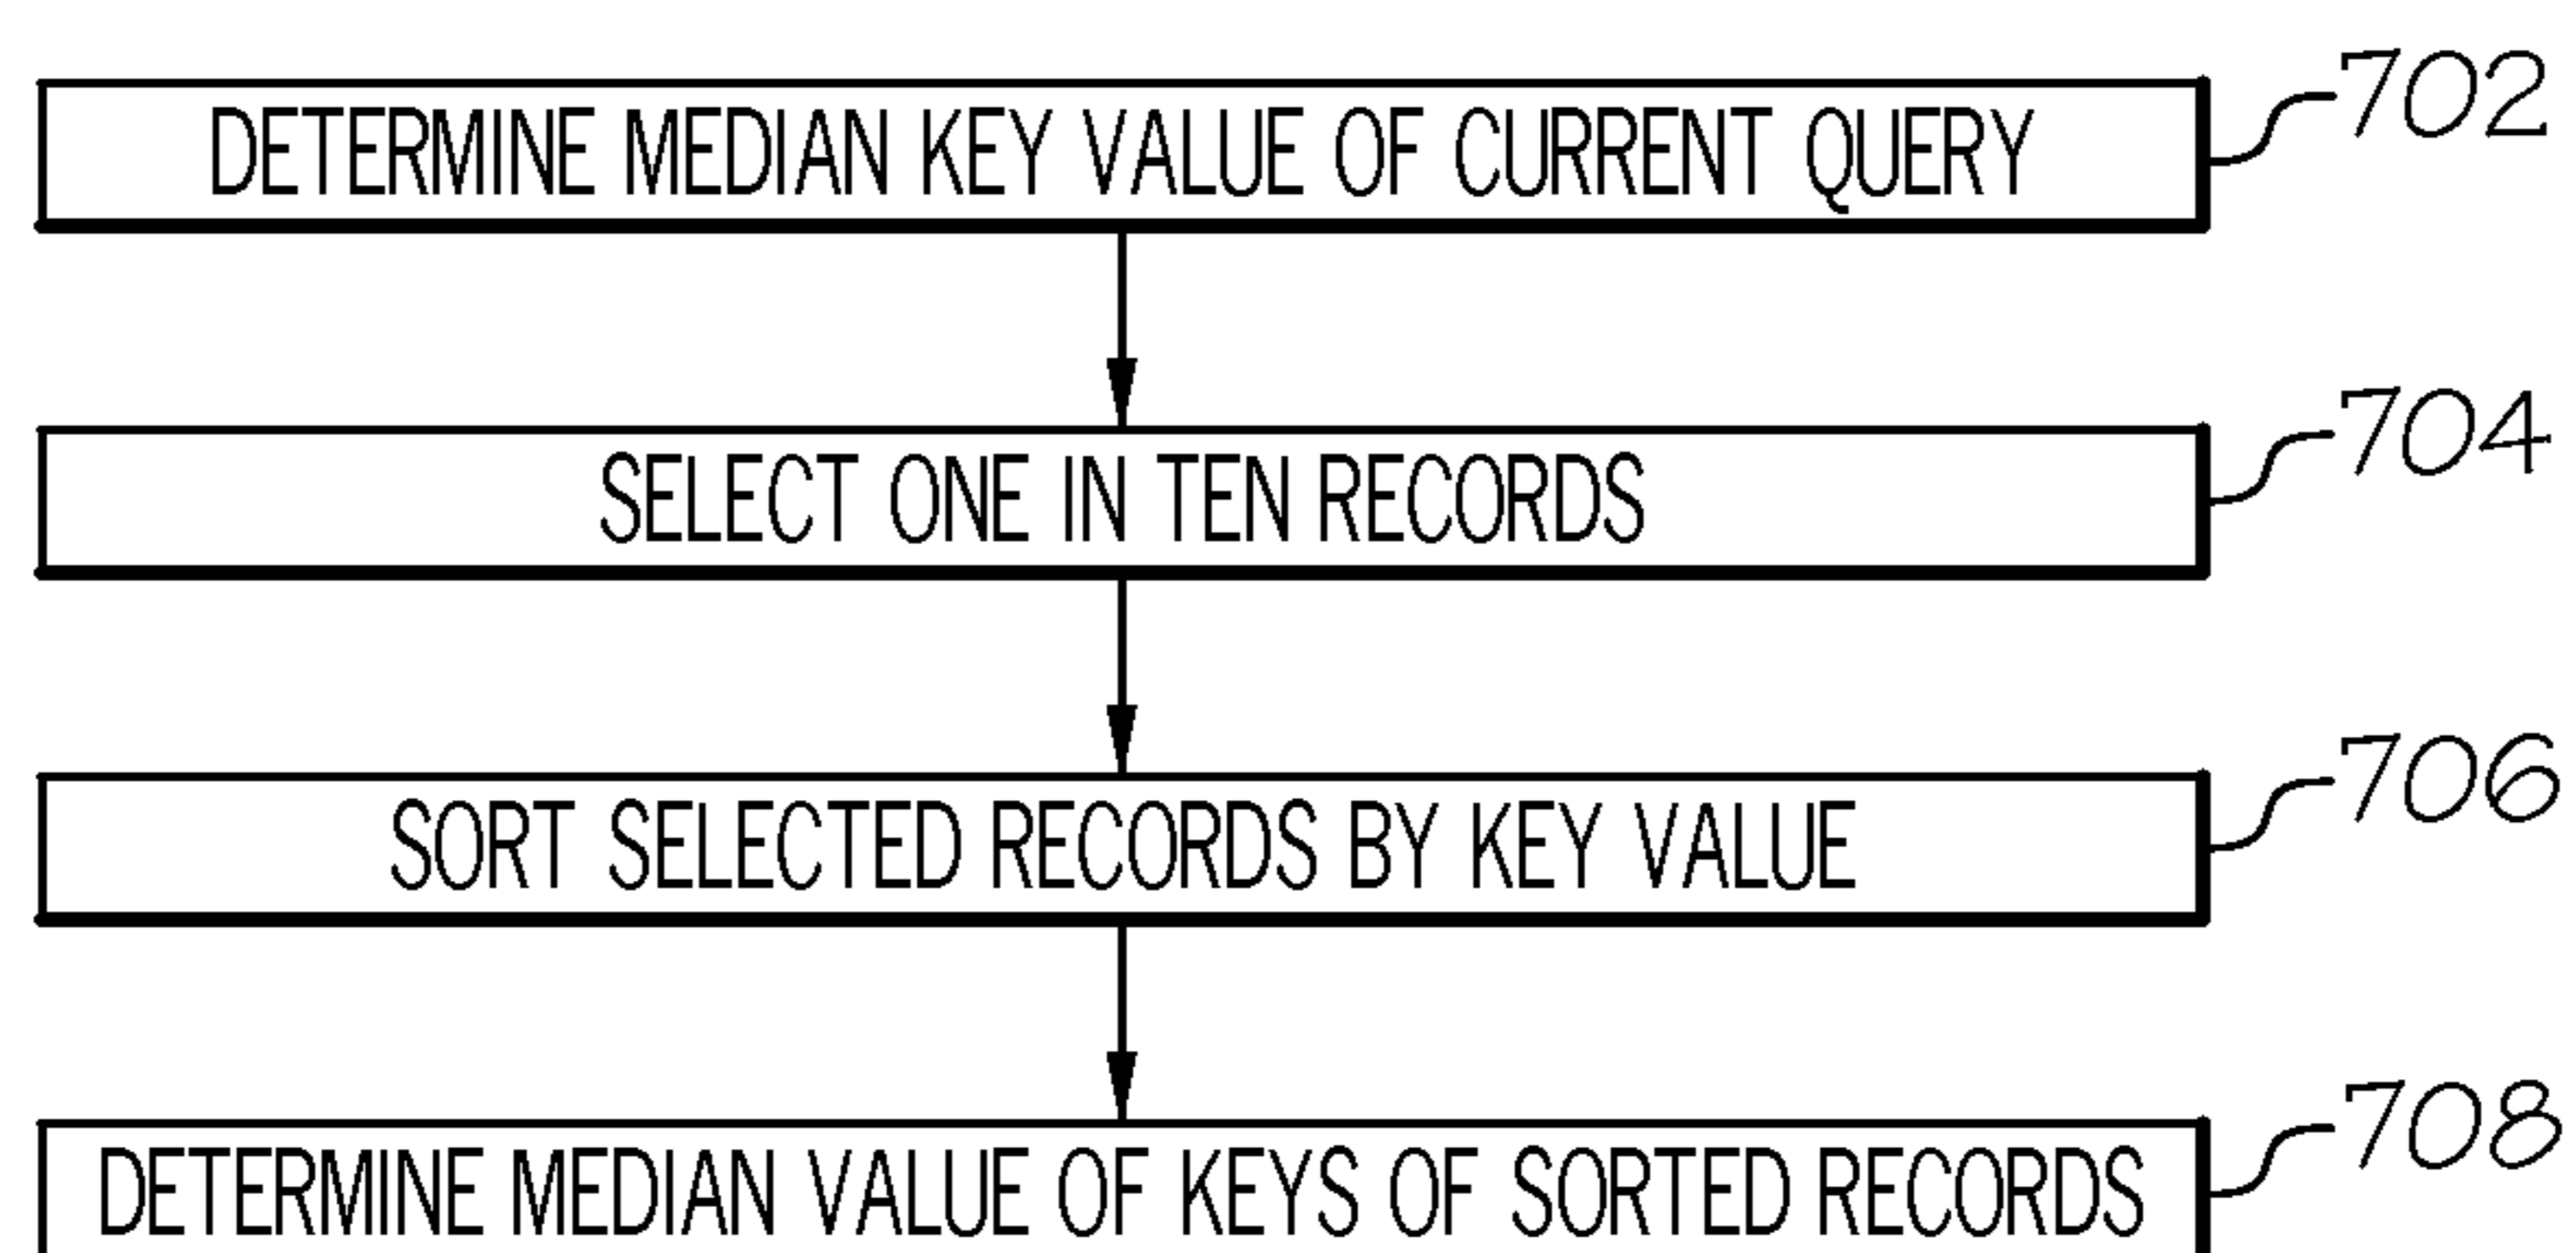 DETERMINE MEDIAN KEY VALUE OF CURRENT QUERY 702
SELECT ONE IN TEN RECORDS 704
SORT SELECTED RECORDS BY KEY VALUE 706
DETERMINE MEDIAN VALUE OF KEYS OF SORTED RECORDS 708